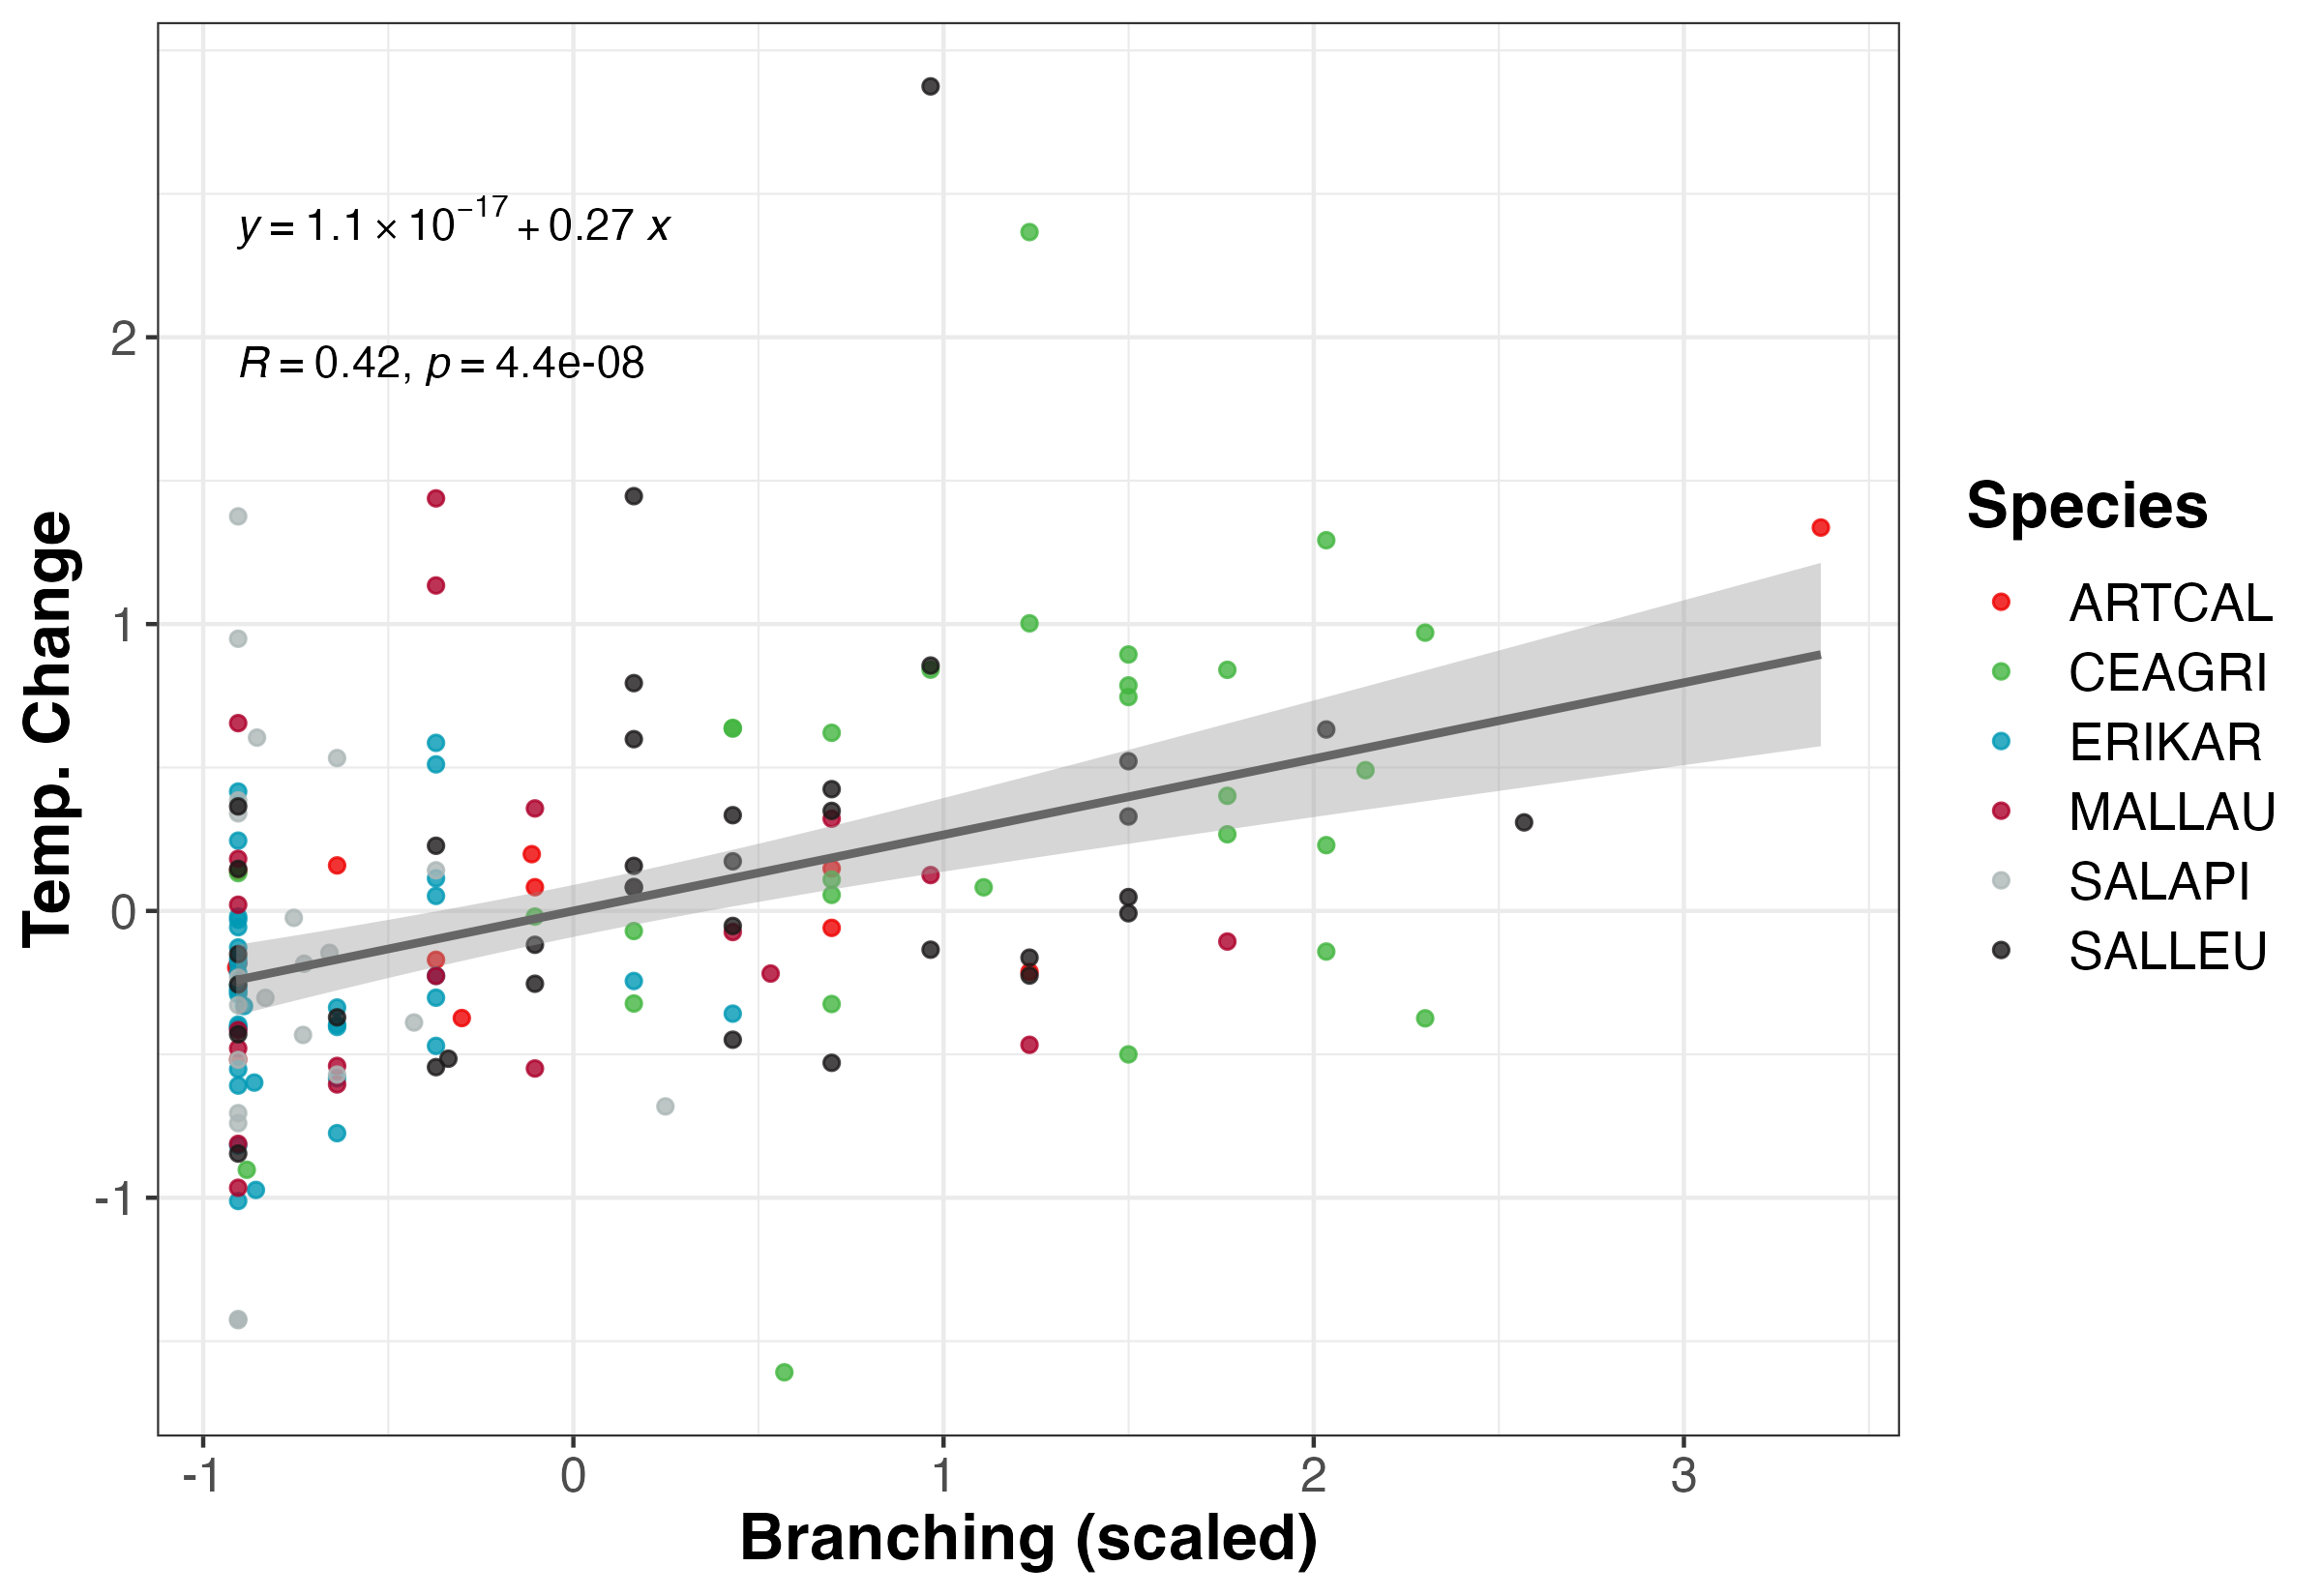 y = 1.1 × 10⁻¹⁷ + 0.27 x
R = 0.42, p = 4.4e-08
Temp. Change
2
1
0
-1
-1 0 1 2 3
Branching (scaled)
Species
ARTCAL
CEAGRI
ERIKAR
MALLAU
SALAPI
SALLEU